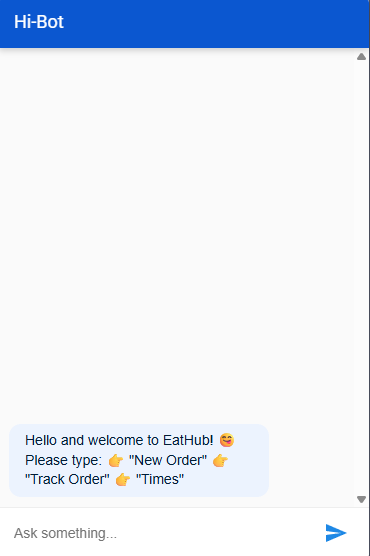 Hi-Bot
Hello and welcome to EatHub! 😋
Please type: 👉 "New Order" 👉
"Track Order" 👉 "Times"
Ask something...